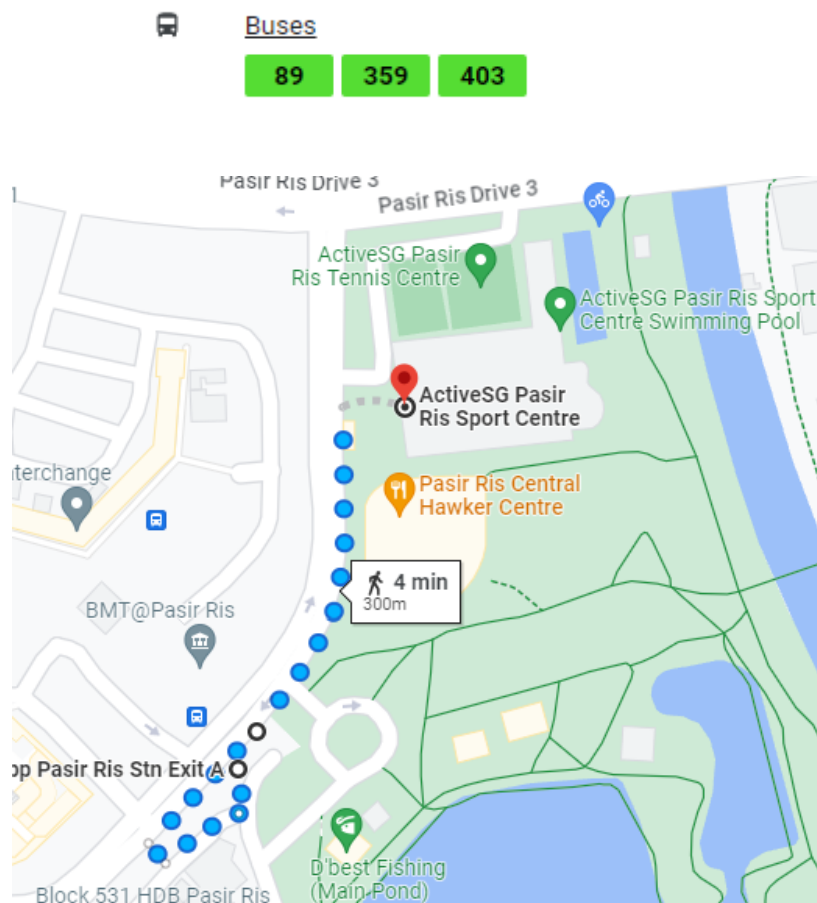 Buses
89 359 403
Pasir Ris Drive 3
Pasir Ris Drive 3
ActiveSG Pasir
Ris Tennis Centre
ActiveSG Pasir Ris Sport
Centre Swimming Pool
ActiveSG Pasir
Ris Sport Centre
nterchange
Pasir Ris Central
Hawker Centre
4 min
300m
BMT@Pasir Ris
pp Pasir Ris Stn Exit A
D'best Fishing
(Main Pond)
Block 531 HDB Pasir Ris